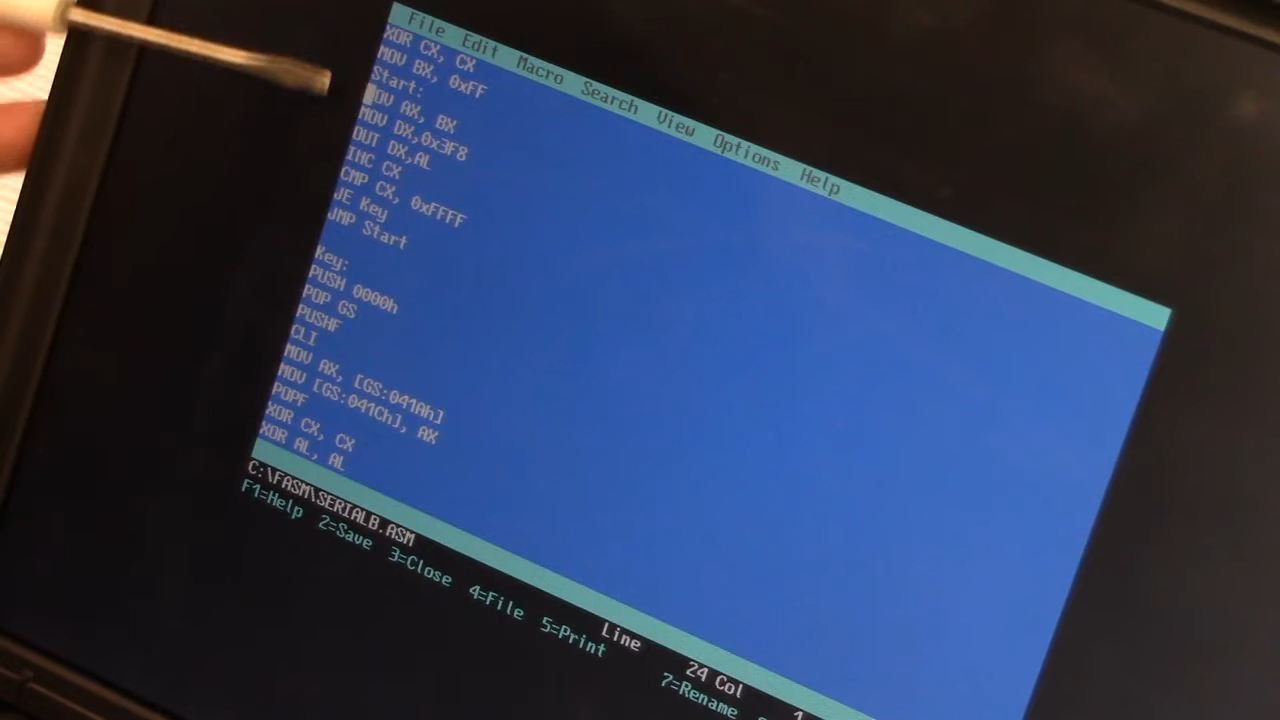 File Edit Macro Search View Options Help
XOR CX, CX
MOV BX, 0xFF
Start:
OV AX, BX
MOV DX,0x3F8
OUT DX,AL
INC CX
CMP CX, 0xFFFF
JE Key
JMP Start
Key:
PUSH 0000h
POP GS
PUSHF
CLI
MOV AX, [GS:041Ah]
MOV [GS:041Ch], AX
POPF
XOR CX, CX
XOR AL, AL
C:\FASM\SERIALB.ASM Line 24 Col 1
F1=Help 2=Save 3=Close 4=File 5=Print 7=Rename